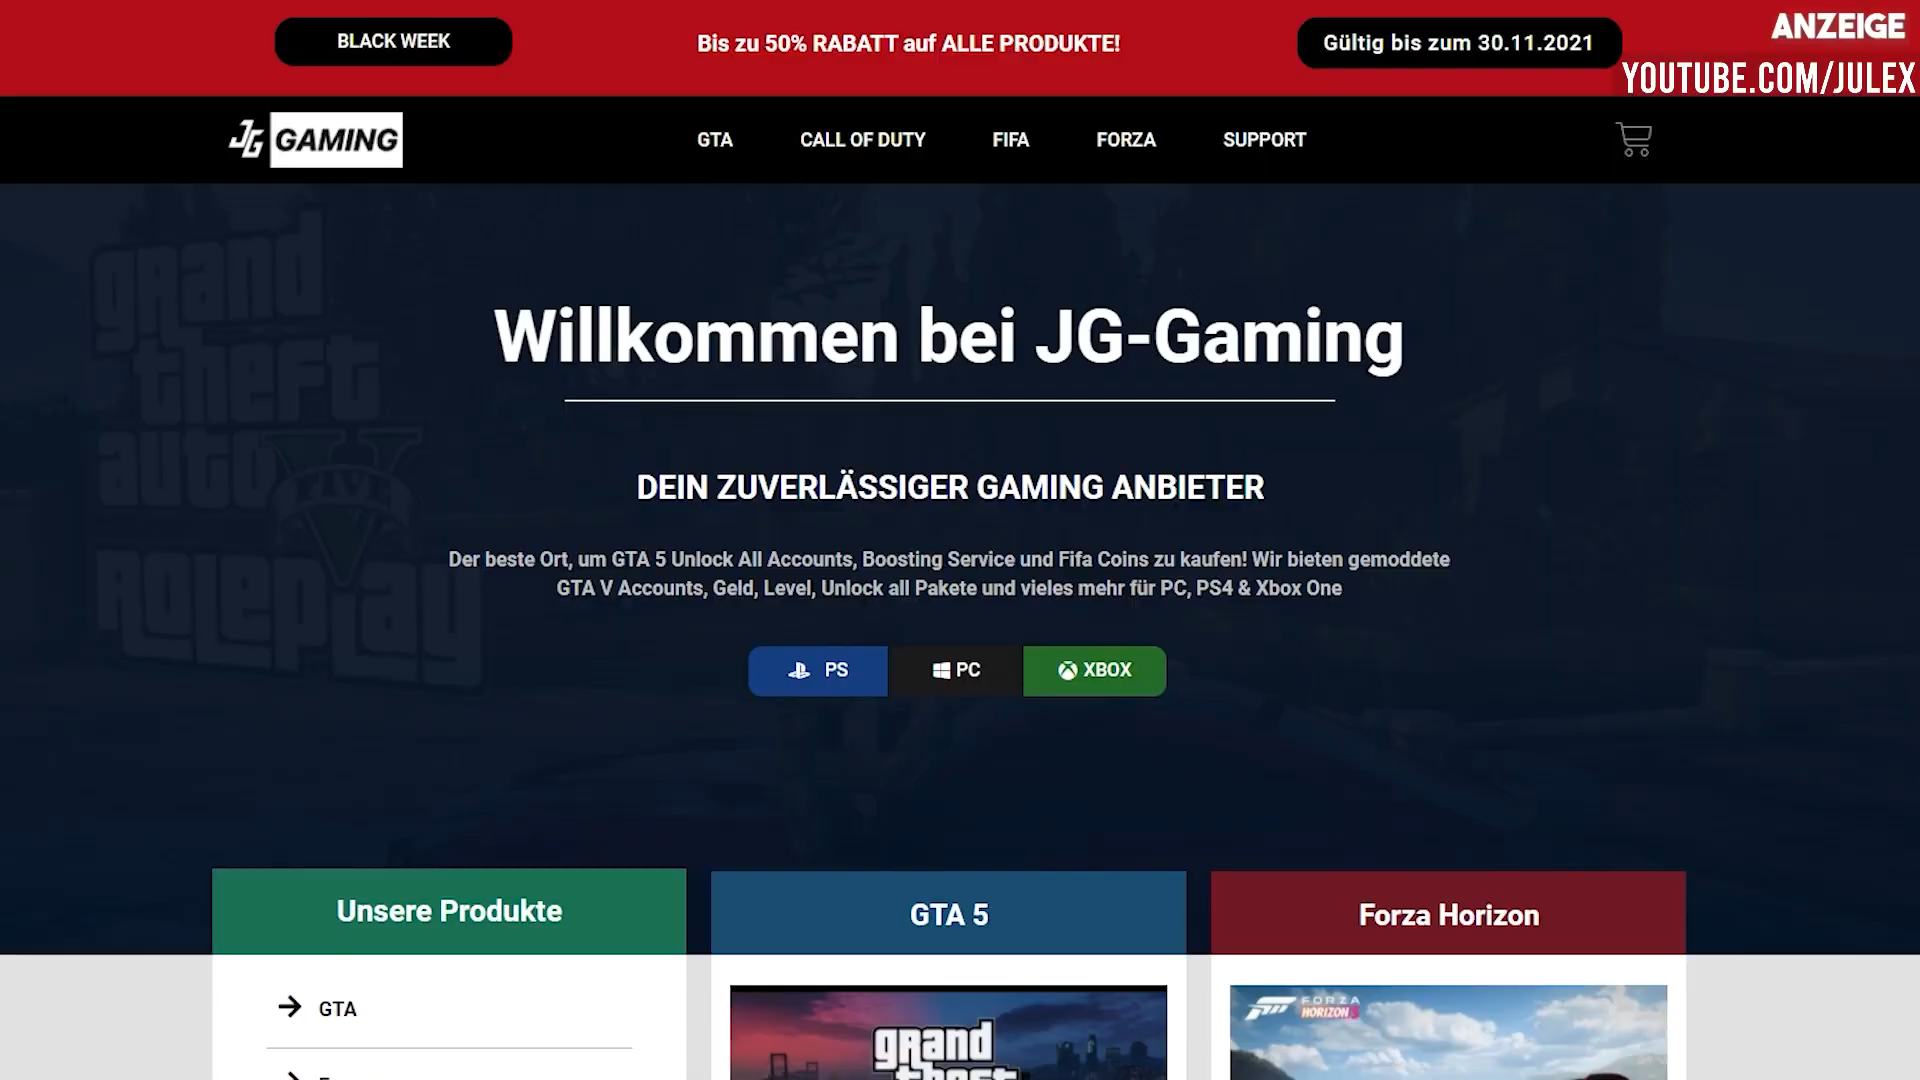 BLACK WEEK
Bis zu 50% RABATT auf ALLE PRODUKTE!
Gültig bis zum 30.11.2021
ANZEIGE
YOUTUBE.COM/JULEX
JG GAMING
GTA
CALL OF DUTY
FIFA
FORZA
SUPPORT
grand
theft
auto
V
FIVE
ROLEPLAY
Willkommen bei JG-Gaming
DEIN ZUVERLÄSSIGER GAMING ANBIETER
Der beste Ort, um GTA 5 Unlock All Accounts, Boosting Service und Fifa Coins zu kaufen! Wir bieten gemoddete
GTA V Accounts, Geld, Level, Unlock all Pakete und vieles mehr für PC, PS4 & Xbox One
PS
PC
XBOX
Unsere Produkte
GTA 5
Forza Horizon
GTA
grand
theft
FORZA
HORIZON